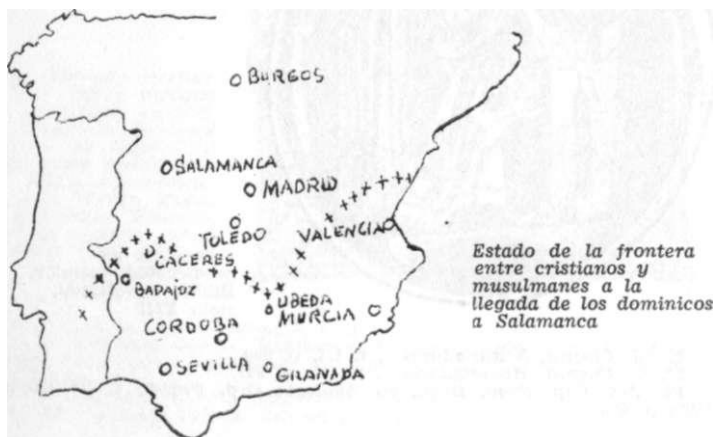 BURGOS
SALAMANCA
MADRID
TOLEDO
VALENCIA
CACERES
BADAJOZ
UBEDA
MURCIA
CORDOBA
SEVILLA
GRANADA
Estado de la frontera
entre cristianos y
musulmanes a la
llegada de los dominicos
a Salamanca